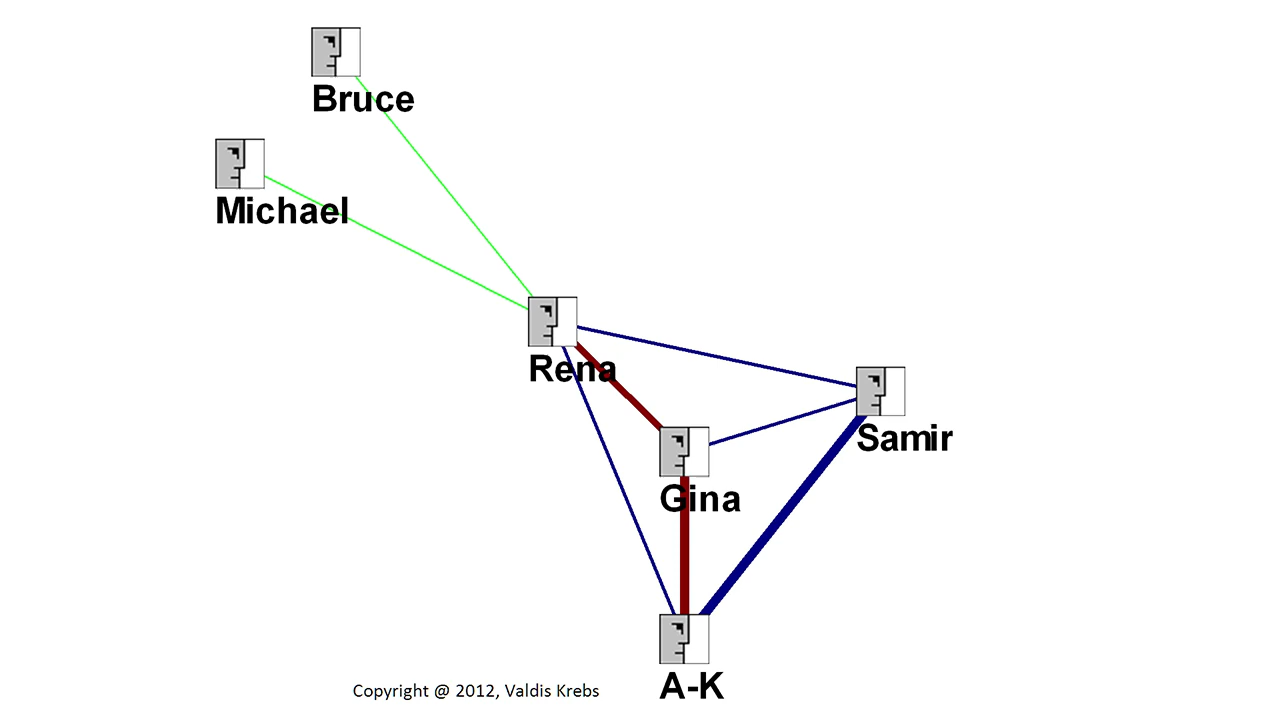 Bruce
Michael
Rena
Samir
Gina
A-K
Copyright @ 2012, Valdis Krebs